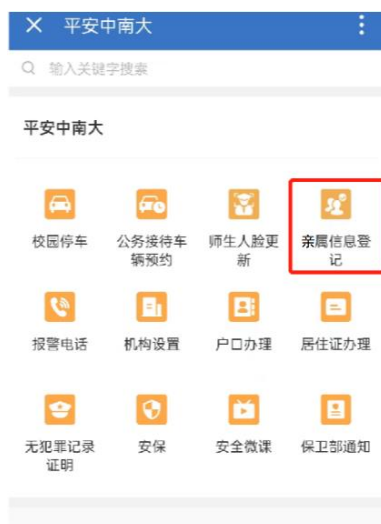 平安中南大
输入关键字搜索
平安中南大
校园停车 公务接待车 师生人脸更 亲属信息登
辆预约 新 记
报警电话 机构设置 户口办理 居住证办理
无犯罪记录 安保 安全微课 保卫部通知
证明